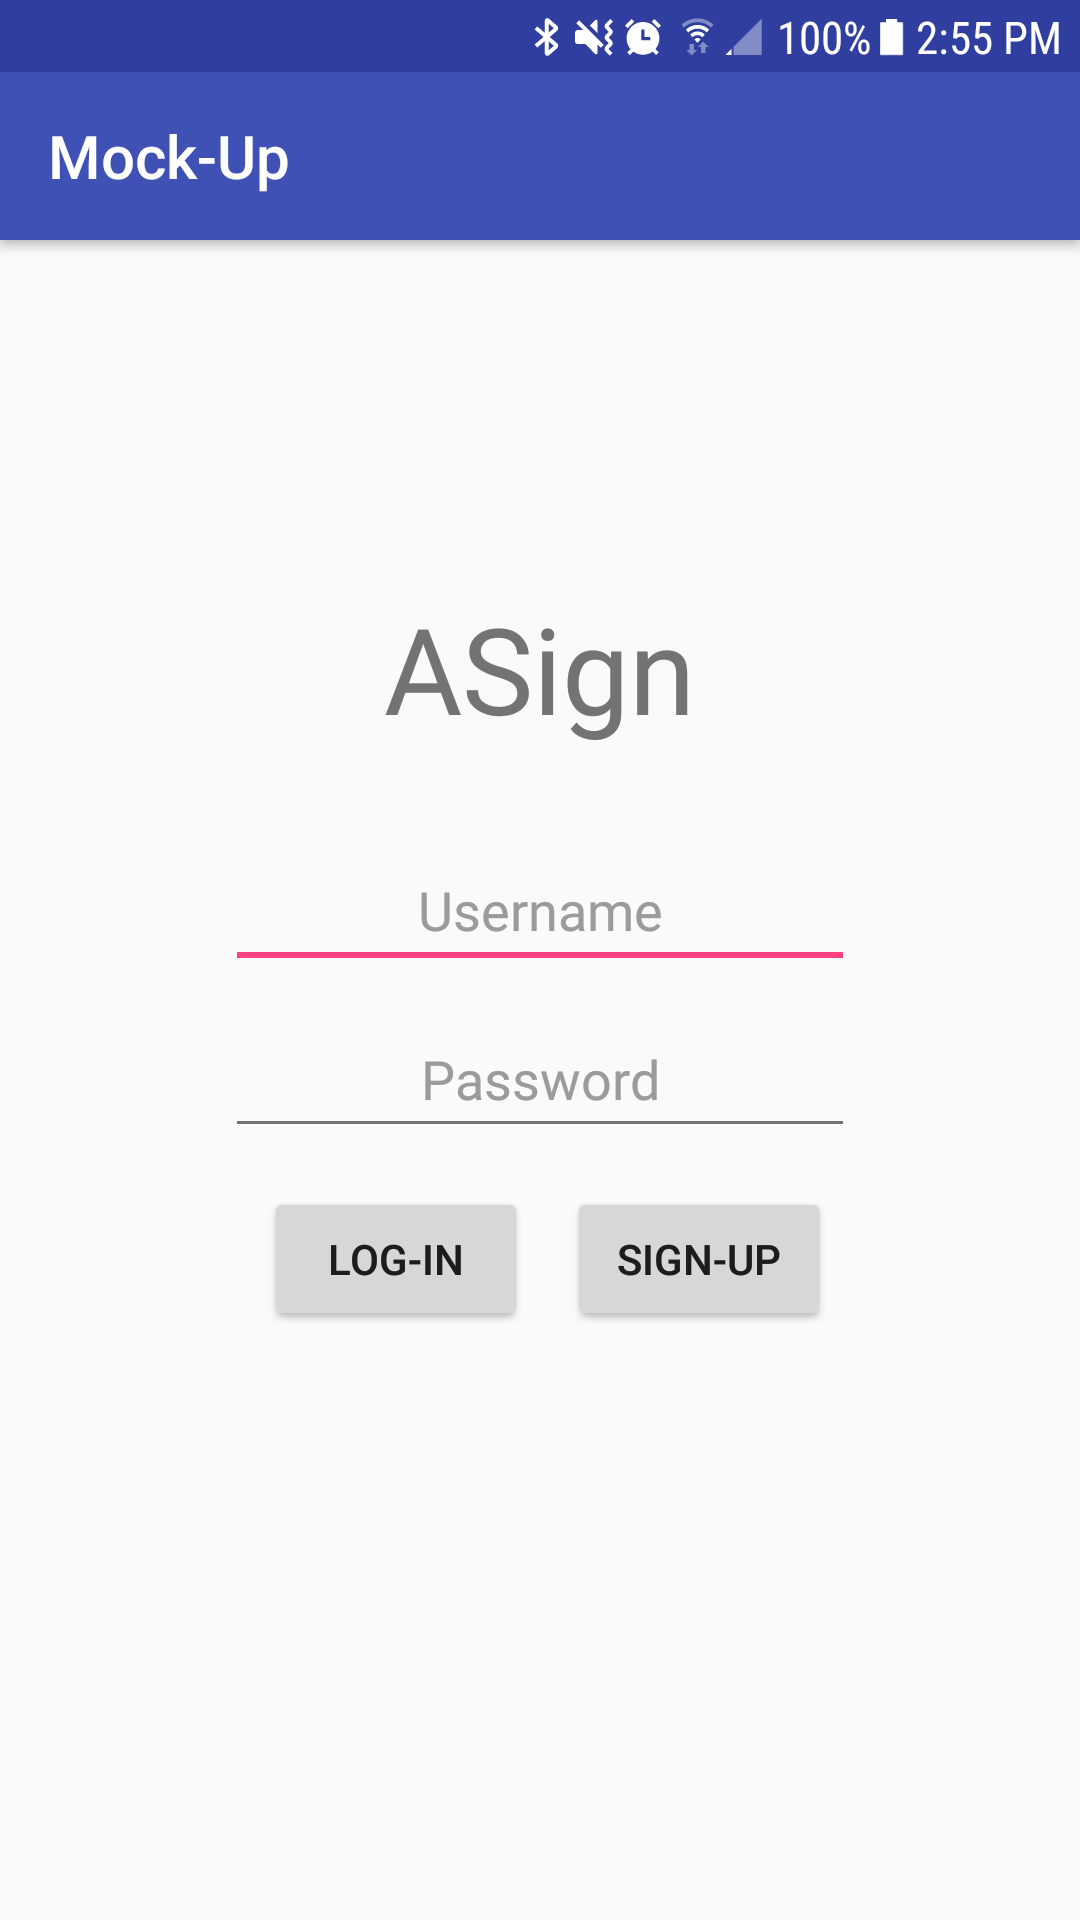 100% 2:55 PM
Mock-Up
ASign
Username
Password
LOG-IN SIGN-UP